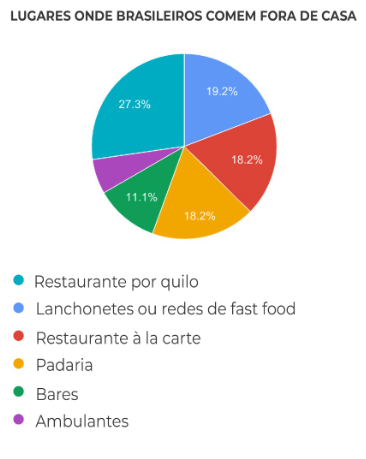 LUGARES ONDE BRASILEIROS COMEM FORA DE CASA
27.3%
19.2%
18.2%
11.1%
18.2%
Restaurante por quilo
Lanchonetes ou redes de fast food
Restaurante à la carte
Padaria
Bares
Ambulantes